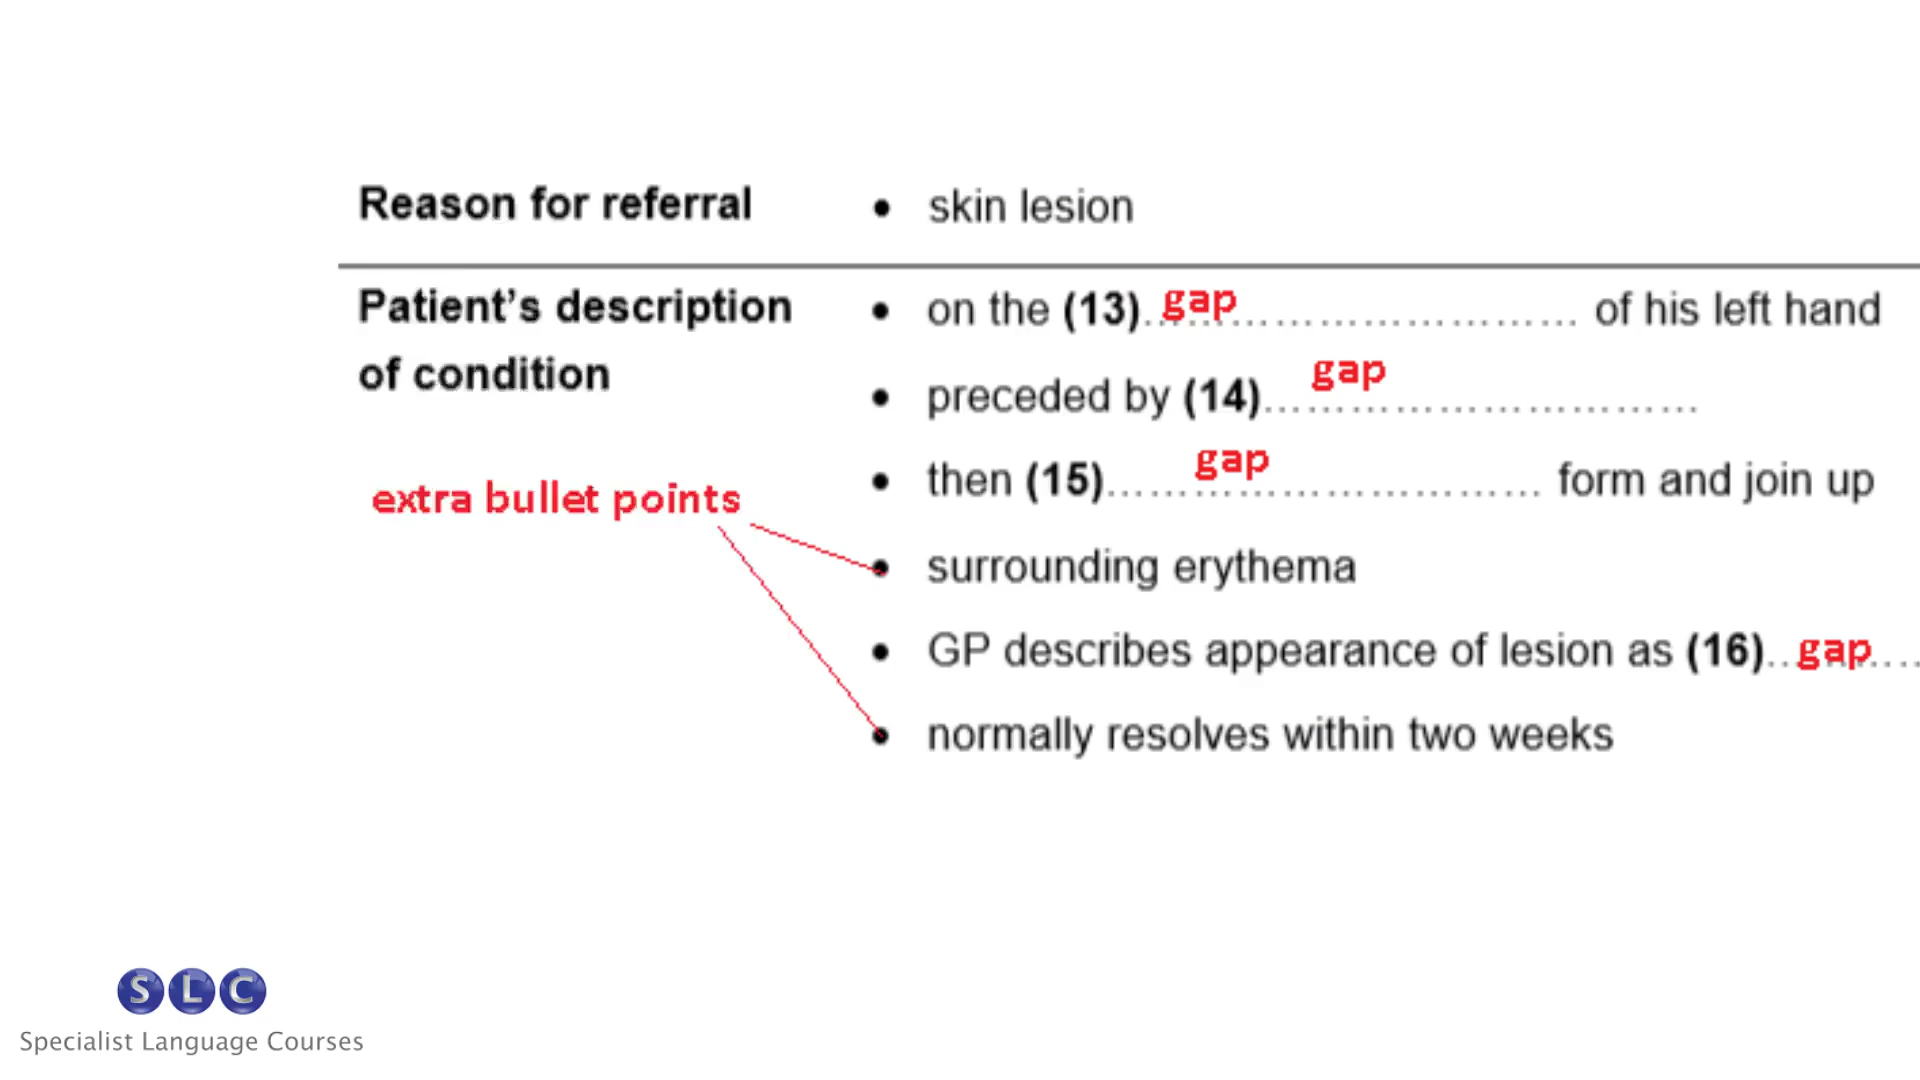 Reason for referral • skin lesion
Patient’s description • on the (13)..gap........................ of his left hand
of condition
gap
• preceded by (14)..............................
gap
• then (15).............................. form and join up
extra bullet points
• surrounding erythema
• GP describes appearance of lesion as (16)..gap....
• normally resolves within two weeks
SLC
Specialist Language Courses